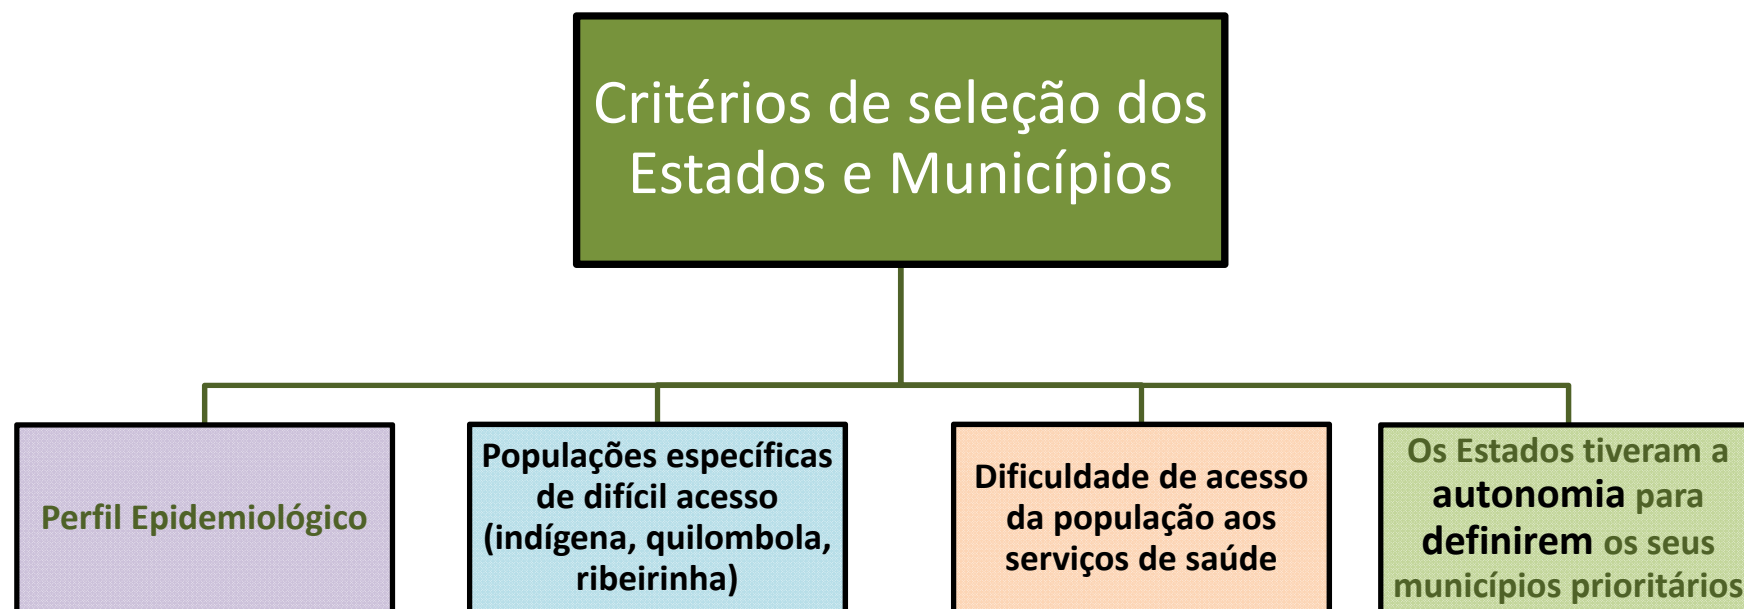 Critérios de seleção dos
Estados e Municípios
Perfil Epidemiológico
Populações específicas
de difícil acesso
(indígena, quilombola,
ribeirinha)
Dificuldade de acesso
da população aos
serviços de saúde
Os Estados tiveram a
autonomia para
definirem os seus
municípios prioritários